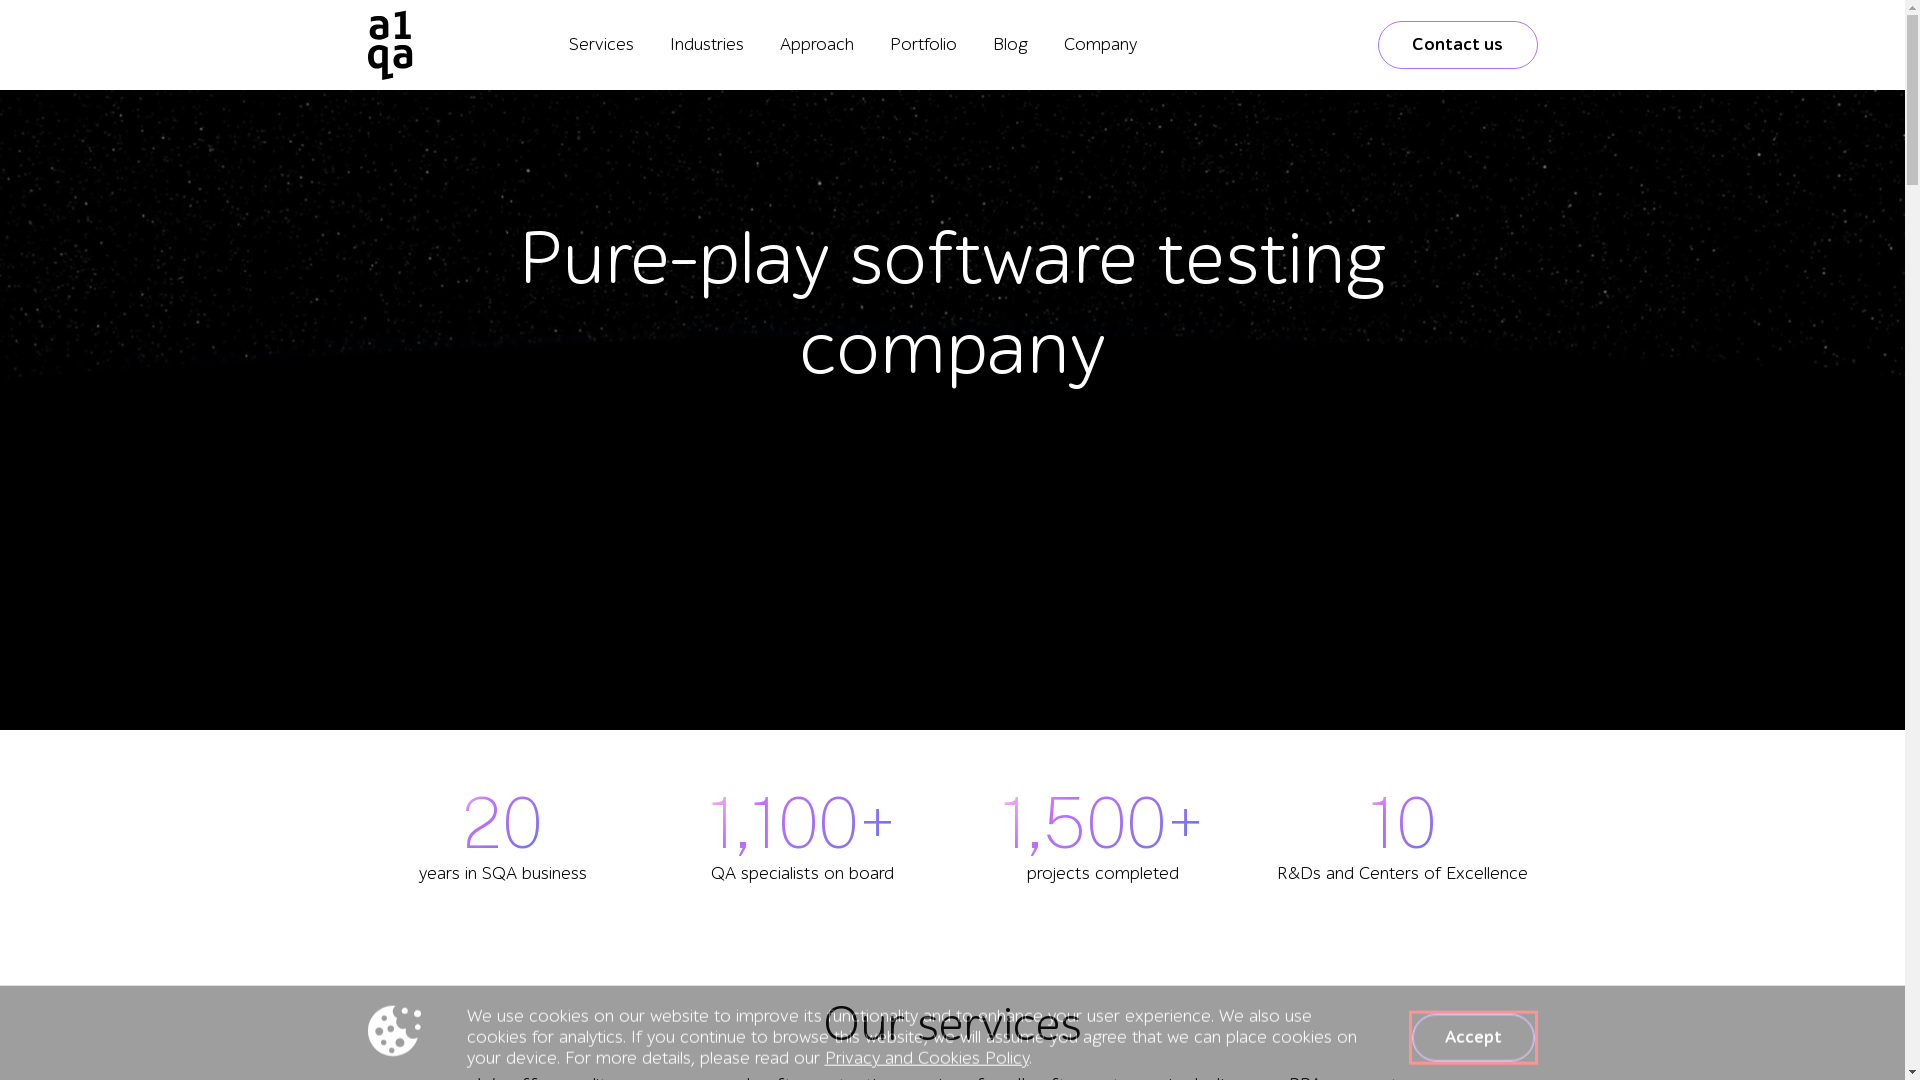 a1
qa
Services
Industries
Approach
Portfolio
Blog
Company
Contact us
Pure-play software testing
company
20
years in SQA business
1,100+
QA specialists on board
1,500+
projects completed
10
R&Ds and Centers of Excellence
Our services
We use cookies on our website to improve its functionality and to enhance your user experience. We also use
cookies for analytics. If you continue to browse this website, we will assume you agree that we can place cookies on
your device. For more details, please read our Privacy and Cookies Policy.
Accept